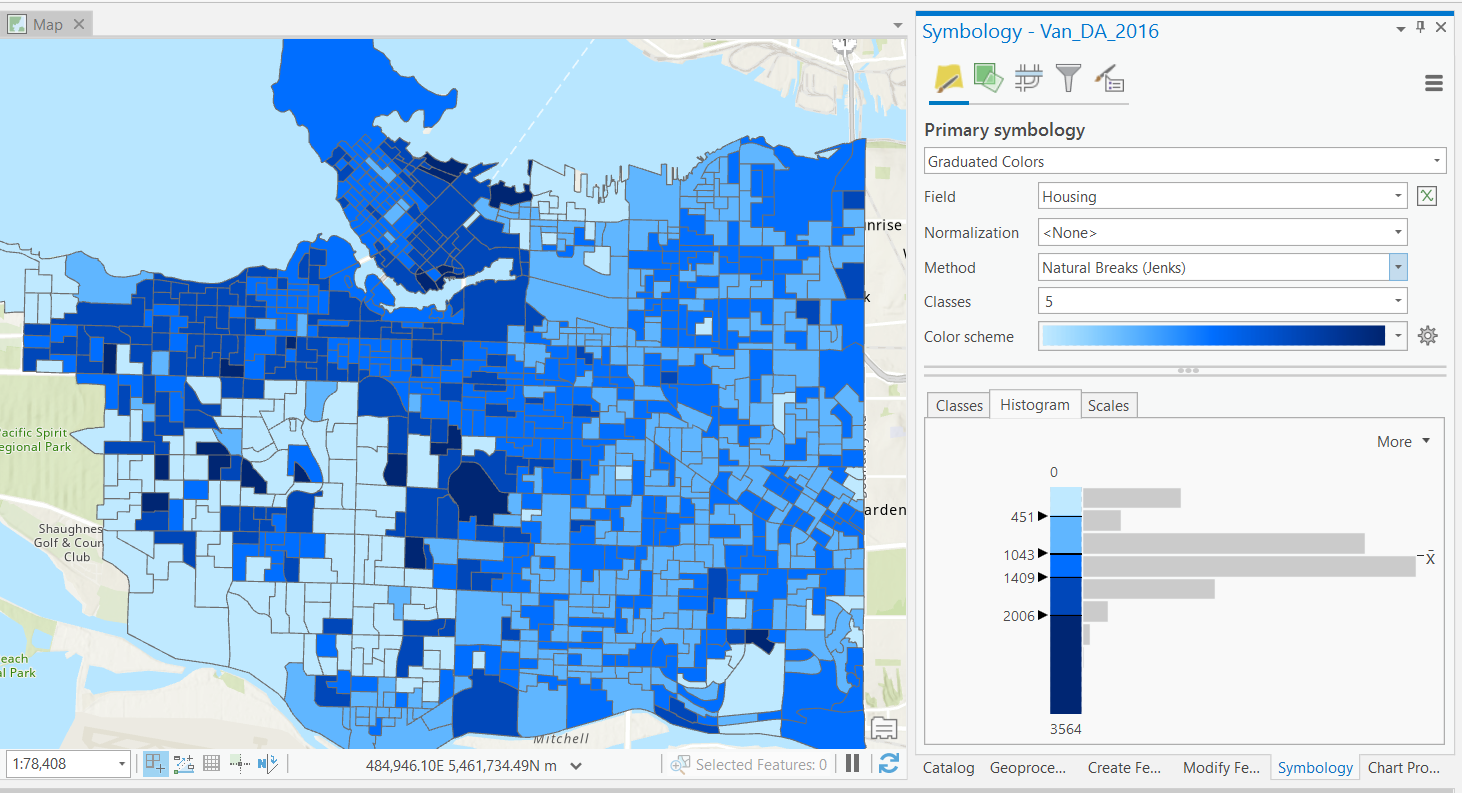 Map
Symbology - Van_DA_2016
Primary symbology
Graduated Colors
Field
Housing
Normalization
<None>
Method
Natural Breaks (Jenks)
Classes
5
Color scheme
Classes
Histogram
Scales
More
0
451
1043
1409
2006
3564
x̄
1
nrise
k
arden
acific Spirit
egional Park
Shaughnes
Golf & Coun
Club
each
al Park
Mitchell
1:78,408
484,946.10E 5,461,734.49N m
Selected Features: 0
Catalog
Geoproce...
Create Fe...
Modify Fe...
Symbology
Chart Pro...